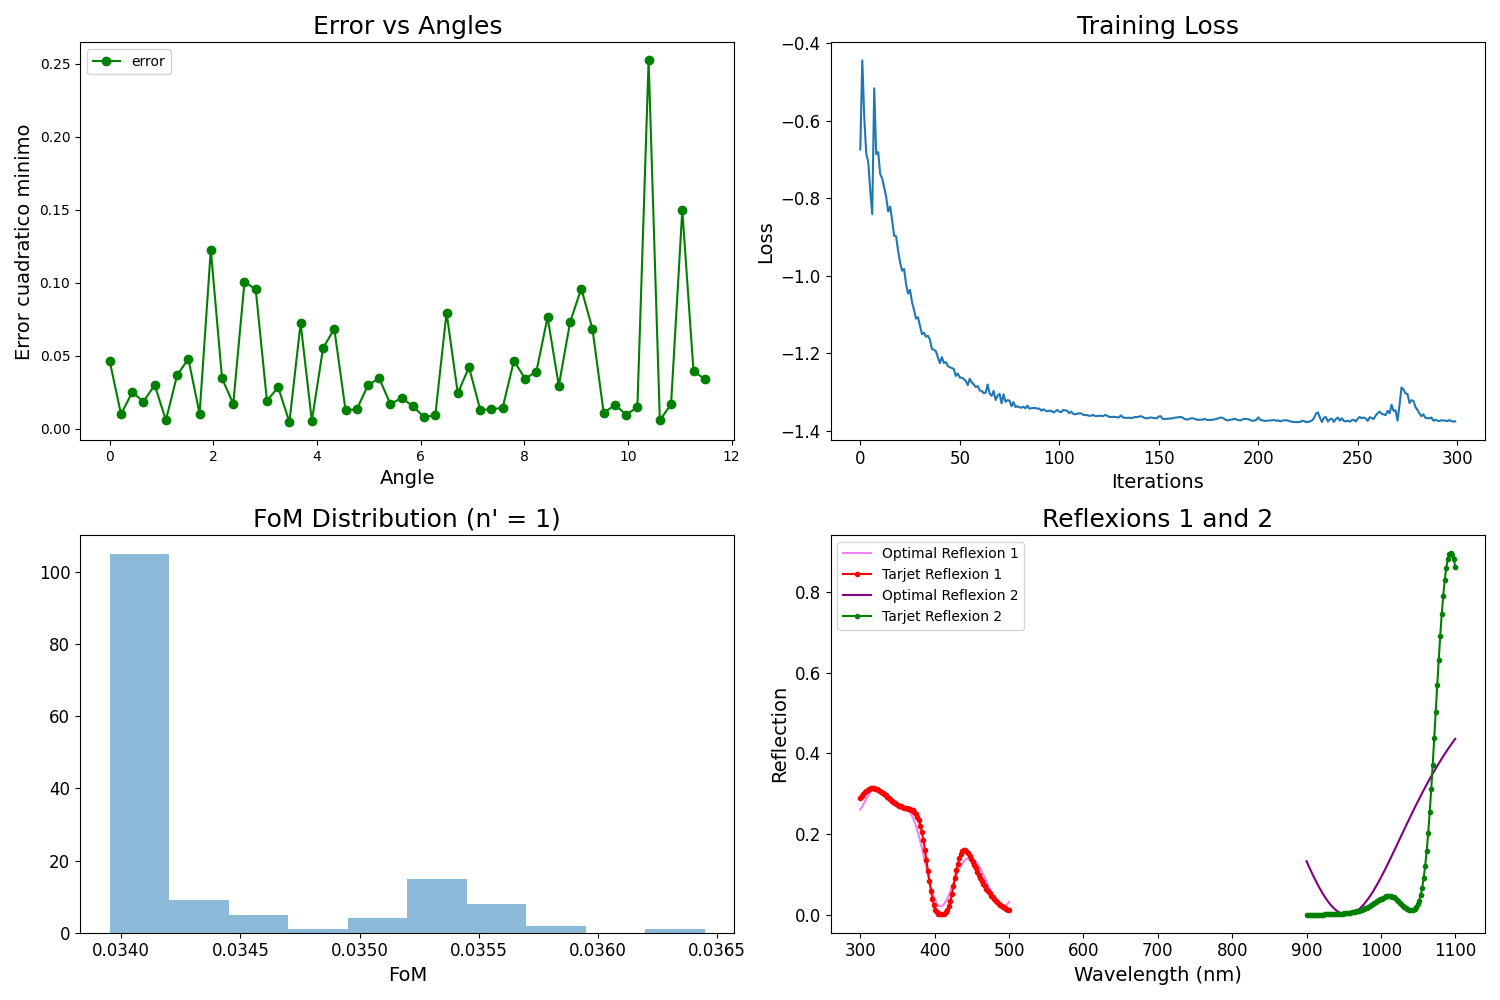 Error vs Angles
error
0.25
0.20
0.15
0.10
0.05
0.00
Error cuadratico minimo
0 2 4 6 8 10 12
Angle
Training Loss
−0.4
−0.6
−0.8
−1.0
−1.2
−1.4
Loss
0 50 100 150 200 250 300
Iterations
FoM Distribution (n' = 1)
100
80
60
40
20
0
0.0340 0.0345 0.0350 0.0355 0.0360 0.0365
FoM
Reflexions 1 and 2
Optimal Reflexion 1
Tarjet Reflexion 1
Optimal Reflexion 2
Tarjet Reflexion 2
0.8
0.6
0.4
0.2
0.0
Reflection
300 400 500 600 700 800 900 1000 1100
Wavelength (nm)